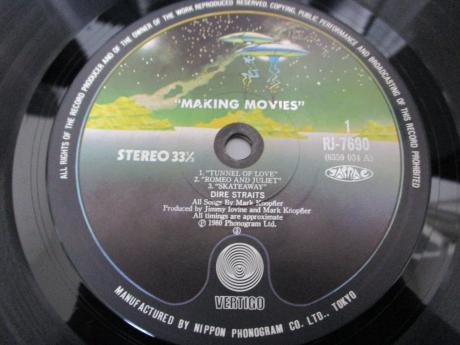 ALL RIGHTS OF THE RECORD PRODUCER AND OF THE OWNER OF THE WORK REPRODUCED RESERVED. COPYING, PUBLIC PERFORMANCE AND BROADCASTING OF THIS RECORD PROHIBITED
"MAKING MOVIES"
1
RJ-7690
(6359 034 A)
STEREO 33⅓
1. "TUNNEL OF LOVE"
2. "ROMEO AND JULIET"
3. "SKATEAWAY"
DIRE STRAITS
All Songs By Mark Knopfler
Produced by Jimmy Iovine and Mark Knopfler
All timings are approximate
Ⓟ 1980 Phonogram Ltd.
VERTIGO
MANUFACTURED BY NIPPON PHONOGRAM CO. LTD., TOKYO